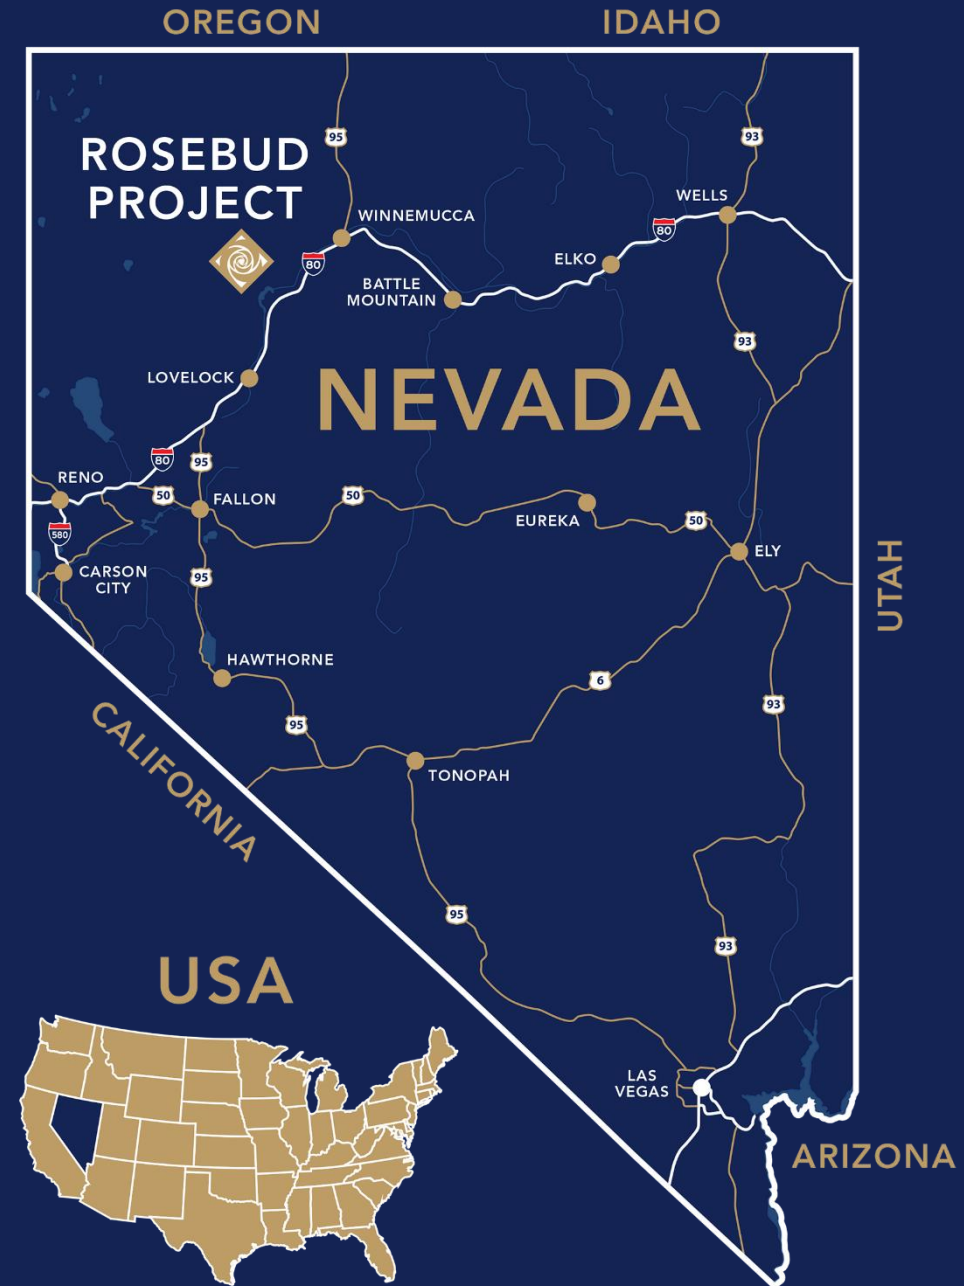 OREGON
IDAHO
ROSEBUD
PROJECT
95
93
WELLS
WINNEMUCCA
80
80
ELKO
BATTLE
MOUNTAIN
93
LOVELOCK
NEVADA
80
95
RENO
50
FALLON
50
EUREKA
50
580
ELY
UTAH
CARSON
CITY
95
HAWTHORNE
6
95
93
CALIFORNIA
TONOPAH
95
93
USA
LAS
VEGAS
ARIZONA